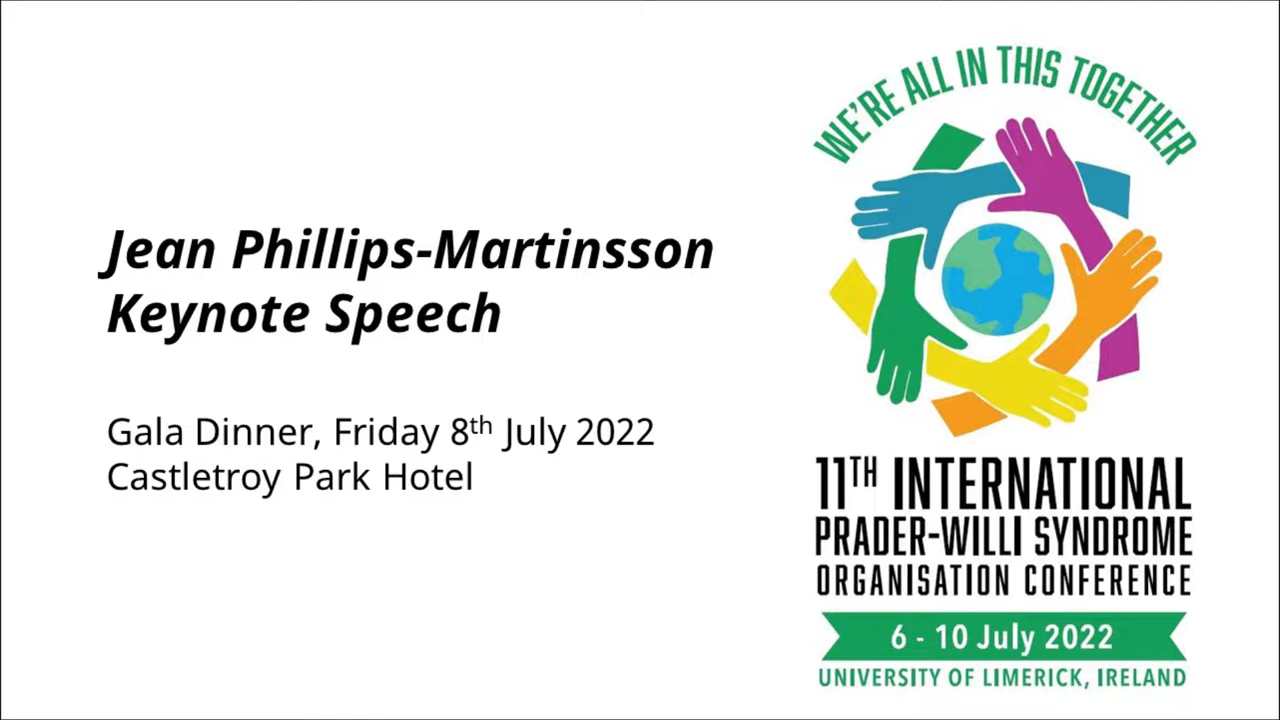 Jean Phillips-Martinsson
Keynote Speech
Gala Dinner, Friday 8th July 2022
Castletroy Park Hotel
WE'RE ALL IN THIS TOGETHER
11TH INTERNATIONAL
PRADER-WILLI SYNDROME
ORGANISATION CONFERENCE
6 - 10 July 2022
UNIVERSITY OF LIMERICK, IRELAND